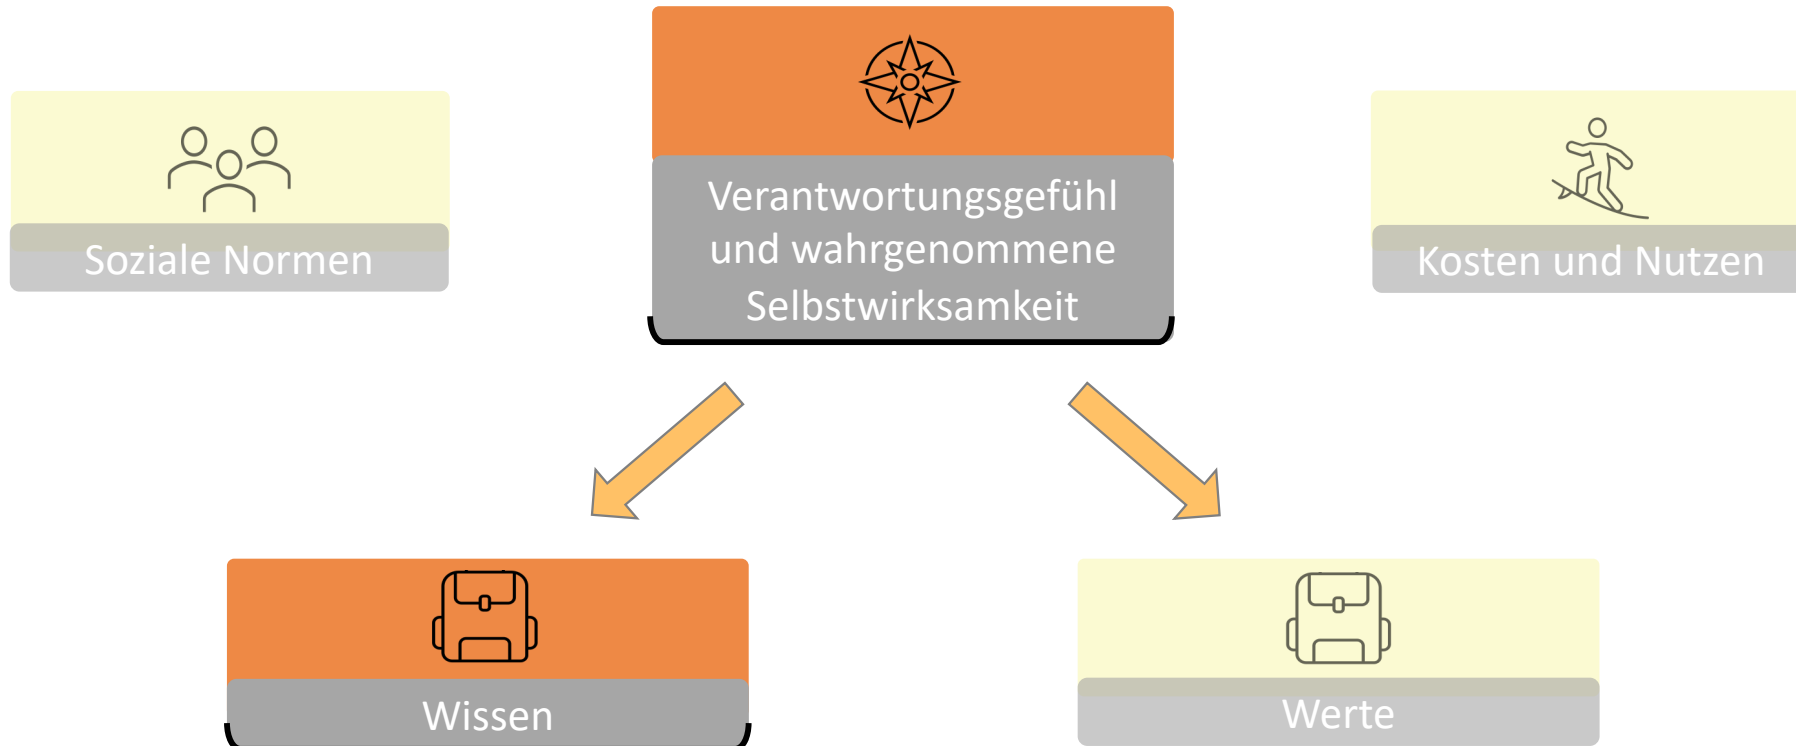 Soziale Normen
Verantwortungsgefühl
und wahrgenommene
Selbstwirksamkeit
Kosten und Nutzen
Wissen
Werte